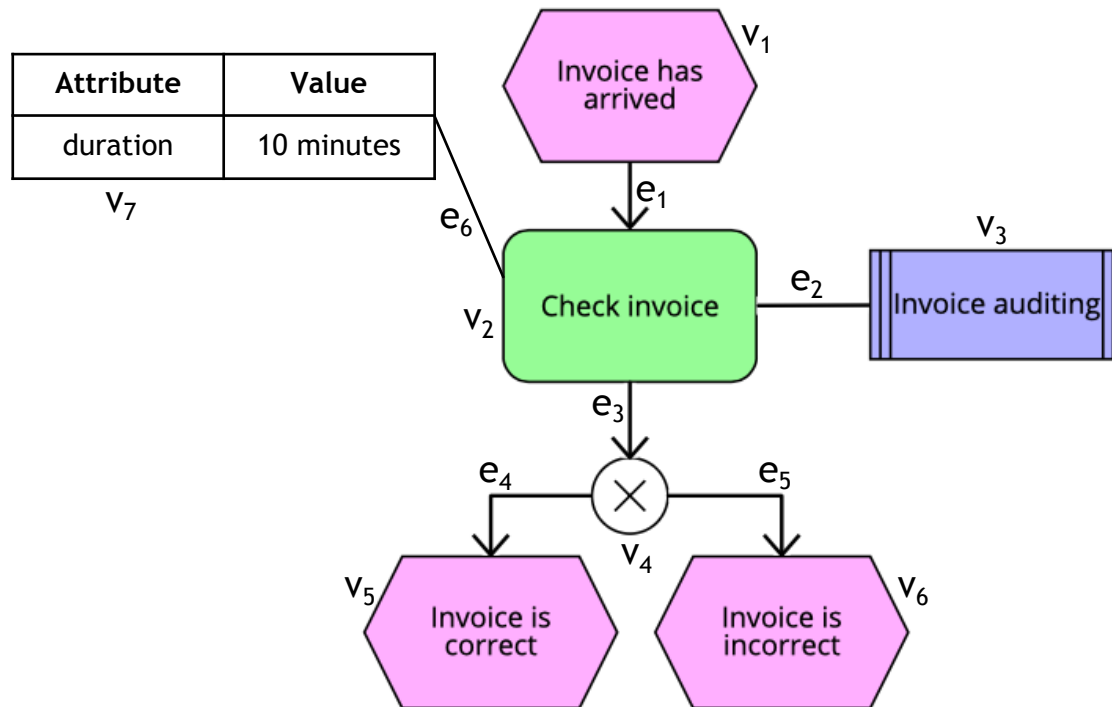 v1
Invoice has
arrived
Attribute Value
duration 10 minutes
v7
e6
e1
v3
v2
Check invoice
e2
Invoice auditing
e3
e4
e5
v4
v5
v6
Invoice is
correct
Invoice is
incorrect